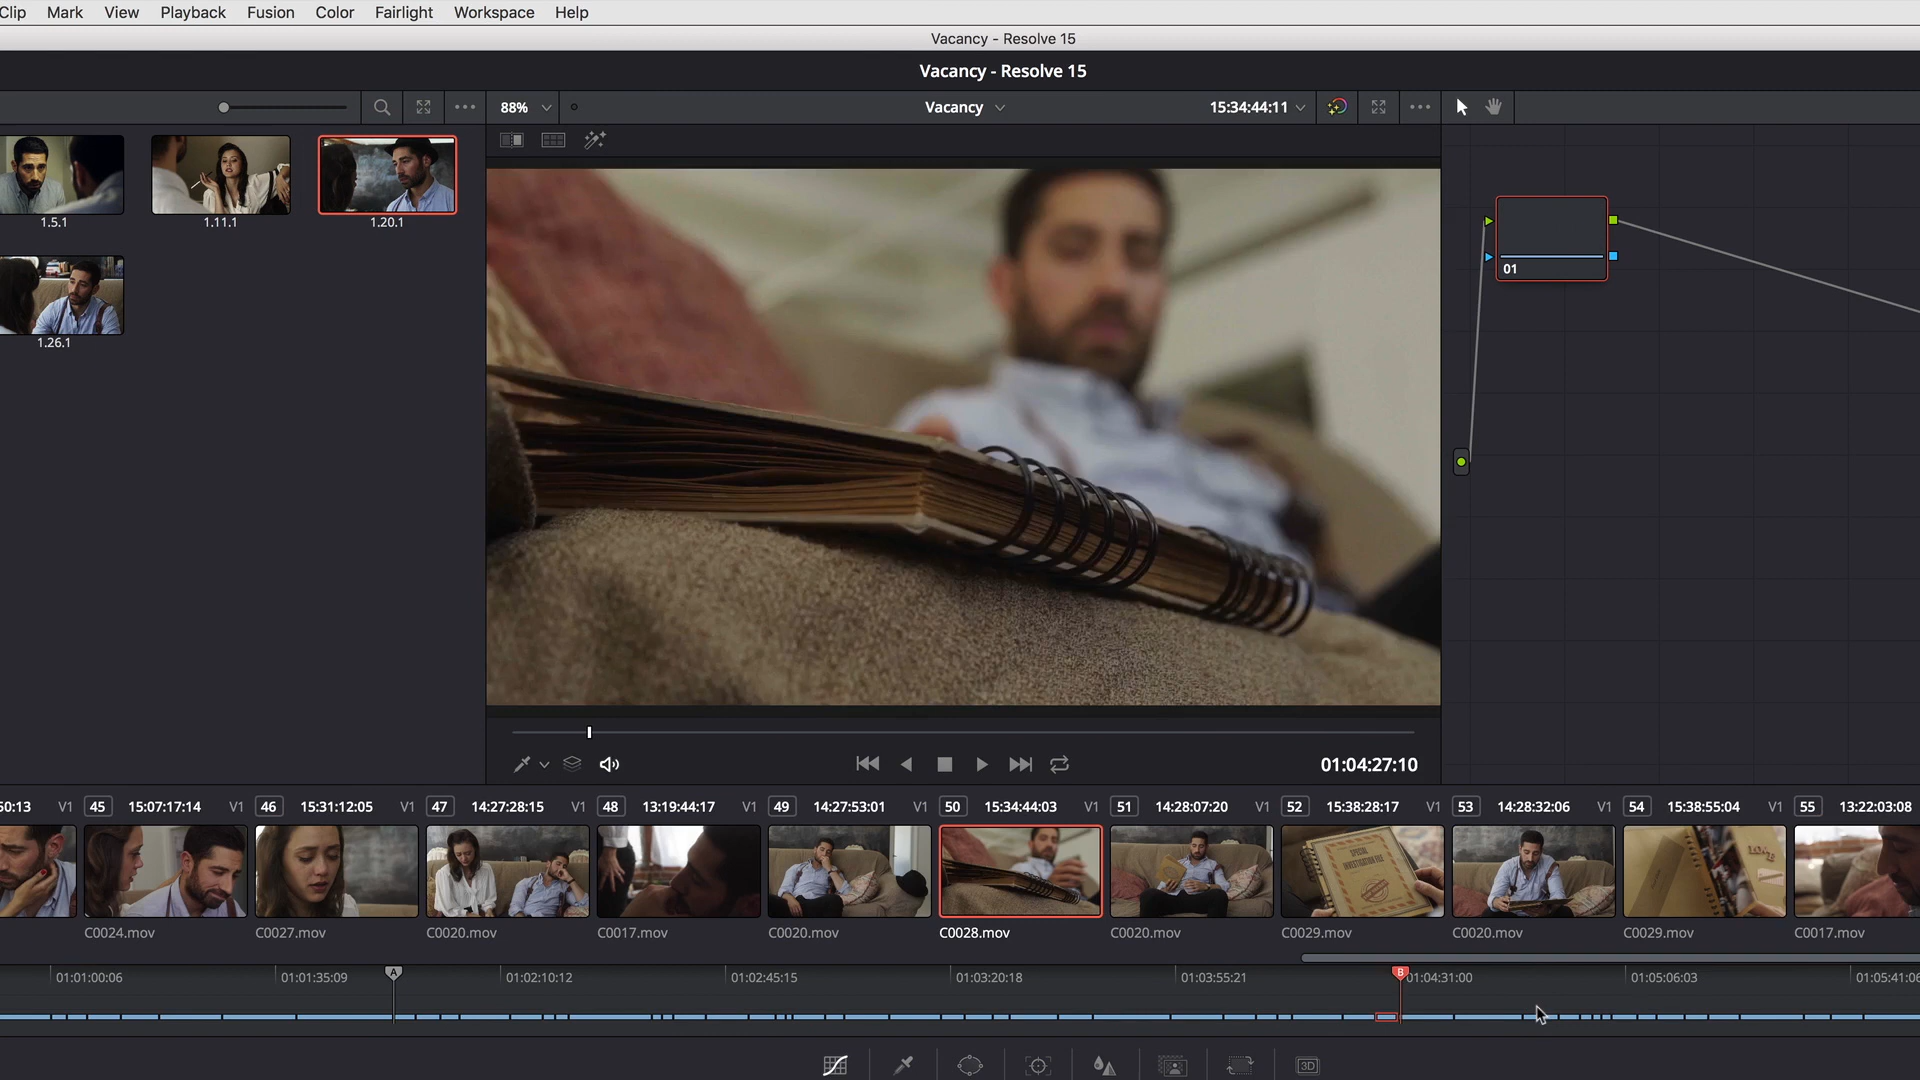 Clip Mark View Playback Fusion Color Fairlight Workspace Help
Vacancy - Resolve 15
Vacancy - Resolve 15
88% Vacancy 15:34:44:11
1.5.1 1.11.1 1.20.1
01
1.26.1
01:04:27:10
50:13 V1 45 15:07:17:14 V1 46 15:31:12:05 V1 47 14:27:28:15 V1 48 13:19:44:17 V1 49 14:27:53:01 V1 50 15:34:44:03 V1 51 14:28:07:20 V1 52 15:38:28:17 V1 53 14:28:32:06 V1 54 15:38:55:04 V1 55 13:22:03:08
SPECIAL
INVESTIGATION FILE
LOVE
C0024.mov C0027.mov C0020.mov C0017.mov C0020.mov C0028.mov C0020.mov C0029.mov C0020.mov C0029.mov C0017.mov
A B
01:01:00:06 01:01:35:09 01:02:10:12 01:02:45:15 01:03:20:18 01:03:55:21 01:04:31:00 01:05:06:03 01:05:41:06
3D